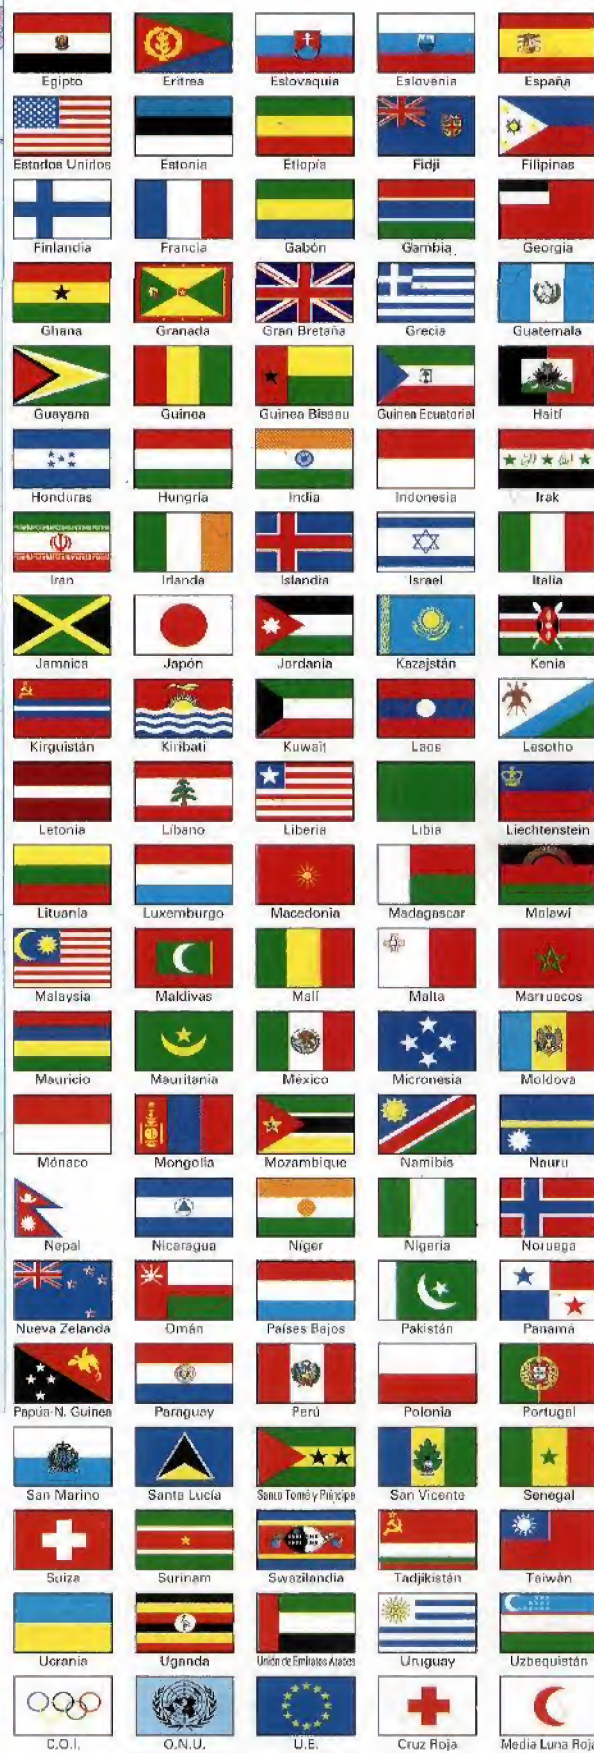 Egipto
Eritrea
Eslovaquia
Eslovenia
España
Estados Unidos
Estonia
Etiopía
Fidji
Filipinas
Finlandia
Francia
Gabón
Gambia
Georgia
Ghana
Granada
Gran Bretaña
Grecia
Guatemala
Guayana
Guinea
Guinea Bissau
Guinea Ecuatorial
Haití
Honduras
Hungría
India
Indonesia
Irak
Iran
Irlanda
Islandia
Israel
Italia
Jamaica
Japón
Jordania
Kazajstán
Kenia
Kirguistán
Kiribati
Kuwait
Laos
Lesotho
Letonia
Líbano
Liberia
Libia
Liechtenstein
Lituania
Luxemburgo
Macedonia
Madagascar
Malawi
Malaysia
Maldivas
Malí
Malta
Marruecos
Mauricio
Mauritania
México
Micronesia
Moldova
Mónaco
Mongolia
Mozambique
Namibia
Nauru
Nepal
Nicaragua
Níger
Nigeria
Noruega
Nueva Zelanda
Omán
Países Bajos
Pakistán
Panamá
Papúa-N. Guinea
Paraguay
Perú
Polonia
Portugal
San Marino
Santa Lucía
Santo Tomé y Príncipe
San Vicente
Senegal
Suiza
Surinam
Swazilandia
Tadjikistán
Taiwán
Ucrania
Uganda
Unión de Emiratos Arabes
Uruguay
Uzbequistán
C.O.I.
O.N.U.
U.E.
Cruz Roja
Media Luna Roja